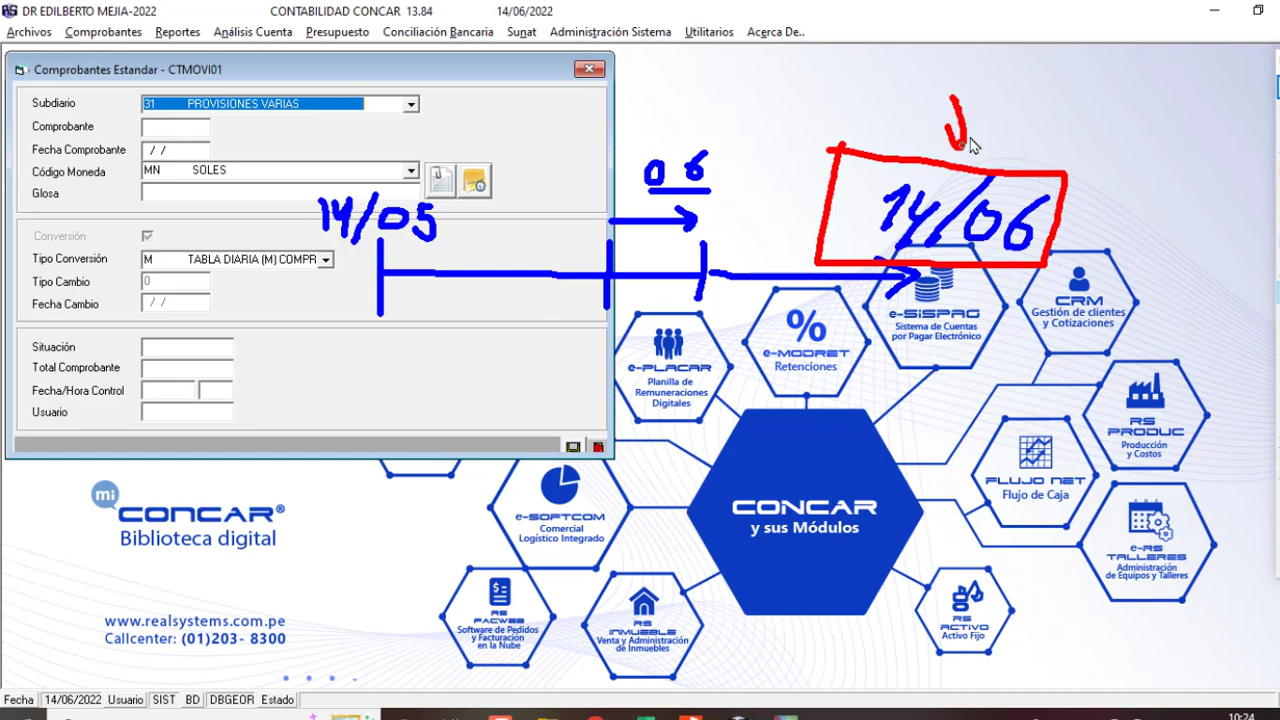 DR EDILBERTO MEJIA-2022 CONTABILIDAD CONCAR 13.84 14/06/2022
Archivos Comprobantes Reportes Análisis Cuenta Presupuesto Conciliación Bancaria Sunat Administración Sistema Utilitarios Acerca De..
Comprobantes Estandar - CTMOVI01
Subdiario 31 PROVISIONES VARIAS
Comprobante
Fecha Comprobante / /
Código Moneda MN SOLES
Glosa
Conversión
Tipo Conversión M TABLA DIARIA (M) COMPR
Tipo Cambio 0
Fecha Cambio / /
Situación
Total Comprobante
Fecha/Hora Control
Usuario
14/05
06
14/06
e-SISPAG
Sistema de Cuentas
por Pagar Electrónico
CRM
Gestión de clientes
y Cotizaciones
%
e-MODRET
Retenciones
e-PLACAR
Planilla de
Remuneraciones
Digitales
RS
PRODUC
Producción
y Costos
FLUJO NET
Flujo de Caja
CONCAR
y sus Módulos
e-SOFTCOM
Comercial
Logístico Integrado
e-RS
TALLERES
Administración
de Equipos y Talleres
RS
FACWEB
Software de Pedidos
y Facturación
en la Nube
RS
INMUEBLE
Venta y Administración
de Inmuebles
RS
ACTIVO
Activo Fijo
mi
CONCAR®
Biblioteca digital
www.realsystems.com.pe
Callcenter: (01)203- 8300
Fecha 14/06/2022 Usuario SIST BD DBGEOR Estado
10:24